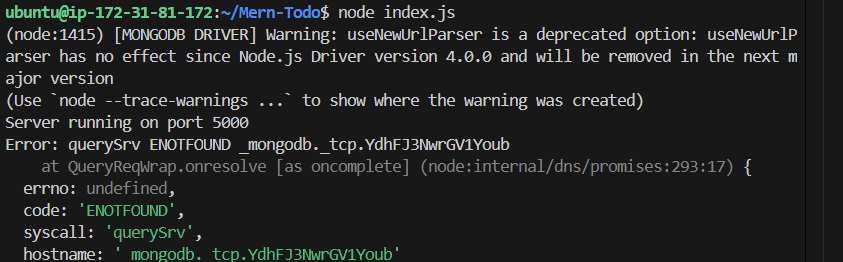 ubuntu@ip-172-31-81-172:~/Mern-Todo$ node index.js
(node:1415) [MONGODB DRIVER] Warning: useNewUrlParser is a deprecated option: useNewUrlP
arser has no effect since Node.js Driver version 4.0.0 and will be removed in the next m
ajor version
(Use `node --trace-warnings ...` to show where the warning was created)
Server running on port 5000
Error: querySrv ENOTFOUND _mongodb._tcp.YdhFJ3NwrGV1Youb
    at QueryReqWrap.onresolve [as oncomplete] (node:internal/dns/promises:293:17) {
  errno: undefined,
  code: 'ENOTFOUND',
  syscall: 'querySrv',
  hostname: '_mongodb._tcp.YdhFJ3NwrGV1Youb'